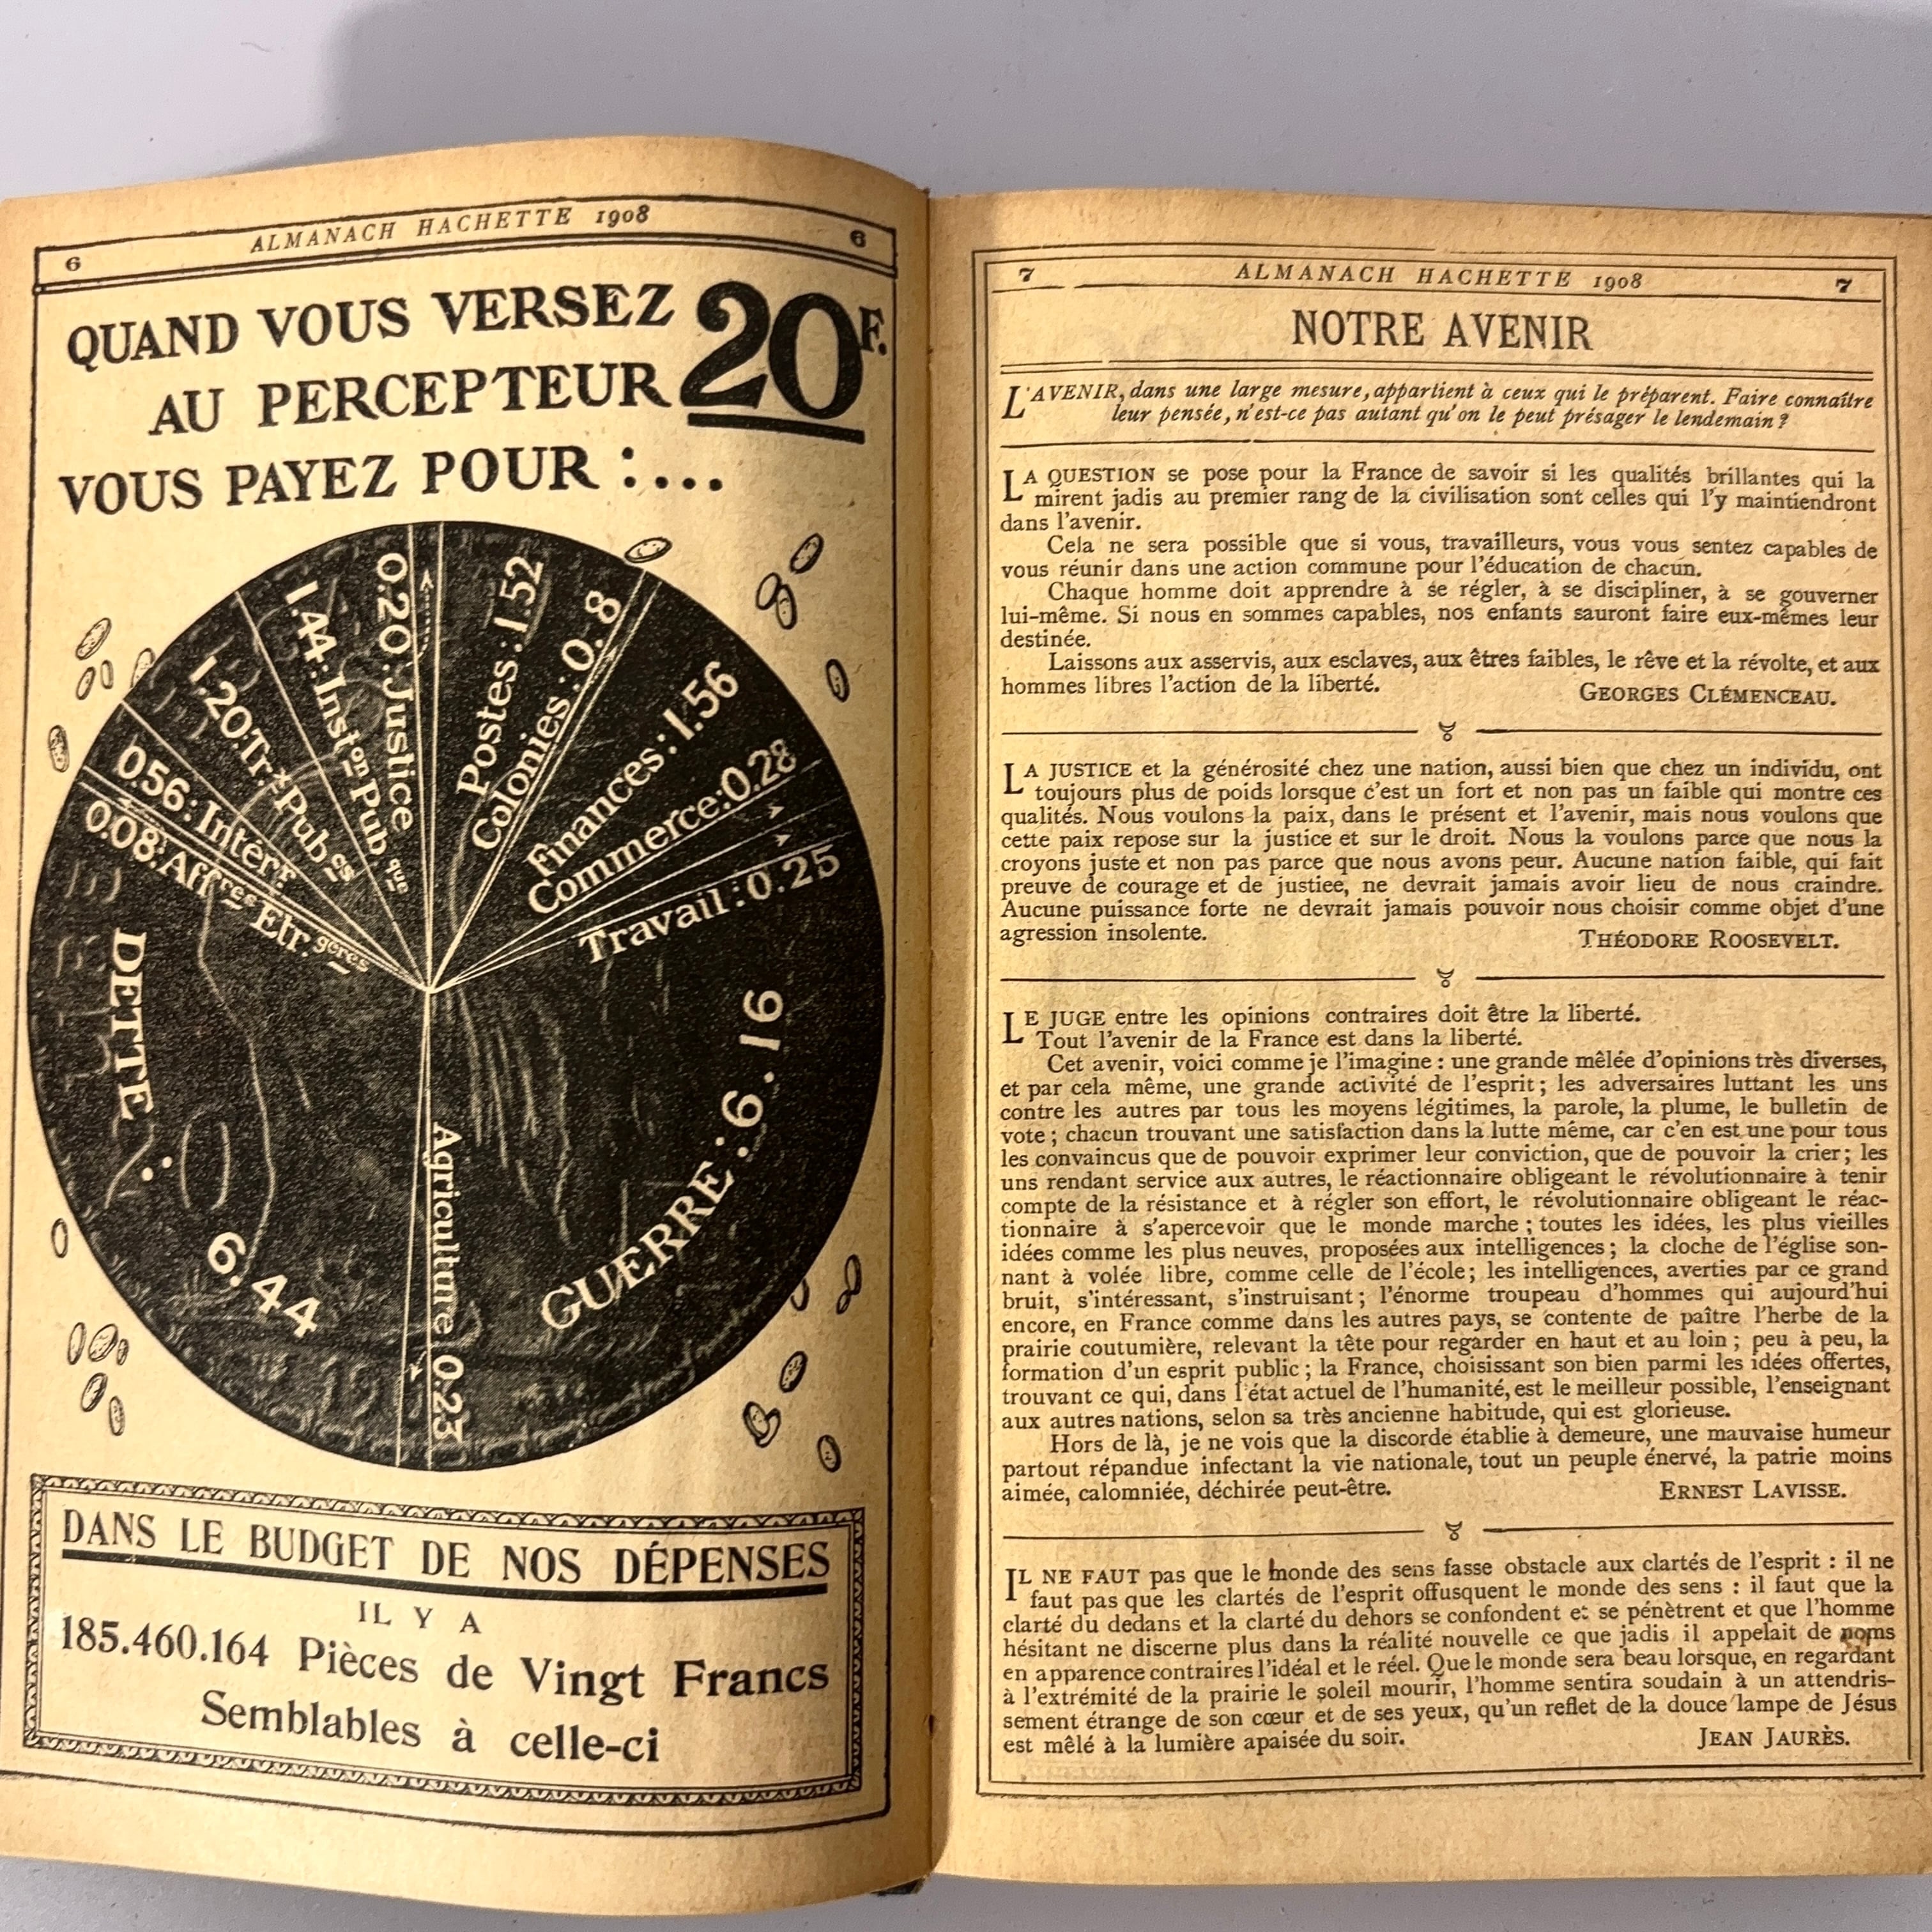 6 ALMANACH HACHETTE 1908 6
QUAND VOUS VERSEZ 20F.
AU PERCEPTEUR
VOUS PAYEZ POUR :...
0.20: Justice
1.44: Inston Pubque
1.20: Trx Pubcs
0.56: Intérr.
0.08: Affres Etr.gères
DETTE : 6.44
Postes: 1.52
Colonies: 0.8
Finances: 1.56
Commerce: 0.28
Travail: 0.25
GUERRE: 6.16
Agriculture 0.23
DANS LE BUDGET DE NOS DÉPENSES
IL Y A
185.460.164 Pièces de Vingt Francs
Semblables à celle-ci
7 ALMANACH HACHETTE 1908 7
NOTRE AVENIR
L'AVENIR, dans une large mesure, appartient à ceux qui le préparent. Faire connaître
leur pensée, n'est-ce pas autant qu'on le peut présager le lendemain ?
LA QUESTION se pose pour la France de savoir si les qualités brillantes qui la
mirent jadis au premier rang de la civilisation sont celles qui l'y maintiendront
dans l'avenir.
Cela ne sera possible que si vous, travailleurs, vous vous sentez capables de
vous réunir dans une action commune pour l'éducation de chacun.
Chaque homme doit apprendre à se régler, à se discipliner, à se gouverner
lui-même. Si nous en sommes capables, nos enfants sauront faire eux-mêmes leur
destinée.
Laissons aux asservis, aux esclaves, aux êtres faibles, le rêve et la révolte, et aux
hommes libres l'action de la liberté. GEORGES CLÉMENCEAU.
LA JUSTICE et la générosité chez une nation, aussi bien que chez un individu, ont
toujours plus de poids lorsque c'est un fort et non pas un faible qui montre ces
qualités. Nous voulons la paix, dans le présent et l'avenir, mais nous voulons que
cette paix repose sur la justice et sur le droit. Nous la voulons parce que nous la
croyons juste et non pas parce que nous avons peur. Aucune nation faible, qui fait
preuve de courage et de justiee, ne devrait jamais avoir lieu de nous craindre.
Aucune puissance forte ne devrait jamais pouvoir nous choisir comme objet d'une
agression insolente. THÉODORE ROOSEVELT.
LE JUGE entre les opinions contraires doit être la liberté.
Tout l'avenir de la France est dans la liberté.
Cet avenir, voici comme je l'imagine : une grande mêlée d'opinions très diverses,
et par cela même, une grande activité de l'esprit ; les adversaires luttant les uns
contre les autres par tous les moyens légitimes, la parole, la plume, le bulletin de
vote ; chacun trouvant une satisfaction dans la lutte même, car c'en est une pour tous
les convaincus que de pouvoir exprimer leur conviction, que de pouvoir la crier ; les
uns rendant service aux autres, le réactionnaire obligeant le révolutionnaire à tenir
compte de la résistance et à régler son effort, le révolutionnaire obligeant le réac-
tionnaire à s'apercevoir que le monde marche ; toutes les idées, les plus vieilles
idées comme les plus neuves, proposées aux intelligences ; la cloche de l'église son-
nant à volée libre, comme celle de l'école ; les intelligences, averties par ce grand
bruit, s'intéressant, s'instruisant ; l'énorme troupeau d'hommes qui aujourd'hui
encore, en France comme dans les autres pays, se contente de paître l'herbe de la
prairie coutumière, relevant la tête pour regarder en haut et au loin ; peu à peu, la
formation d'un esprit public ; la France, choisissant son bien parmi les idées offertes,
trouvant ce qui, dans l'état actuel de l'humanité, est le meilleur possible, l'enseignant
aux autres nations, selon sa très ancienne habitude, qui est glorieuse.
Hors de là, je ne vois que la discorde établie à demeure, une mauvaise humeur
partout répandue infectant la vie nationale, tout un peuple énervé, la patrie moins
aimée, calomniée, déchirée peut-être. ERNEST LAVISSE.
IL NE FAUT pas que le monde des sens fasse obstacle aux clartés de l'esprit : il ne
faut pas que les clartés de l'esprit offusquent le monde des sens : il faut que la
clarté du dedans et la clarté du dehors se confondent et se pénètrent et que l'homme
hésitant ne discerne plus dans la réalité nouvelle ce que jadis il appelait de noms
en apparence contraires l'idéal et le réel. Que le monde sera beau lorsque, en regardant
à l'extrémité de la prairie le soleil mourir, l'homme sentira soudain à un attendris-
sement étrange de son cœur et de ses yeux, qu'un reflet de la douce lampe de Jésus
est mêlé à la lumière apaisée du soir. JEAN JAURÈS.